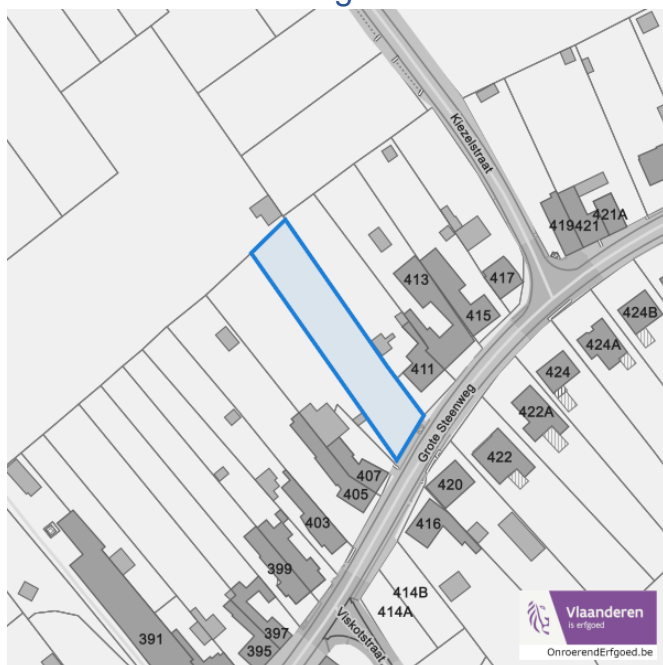 Kiezelstraat
419 421 421A
413
417
415
424B
424A
411
424
Grote Steenweg
422A
422
407
420
405
403
416
399
414B
414A
Viskotstraat
397
391
395
Vlaanderen
is erfgoed
OnroerendErfgoed.be